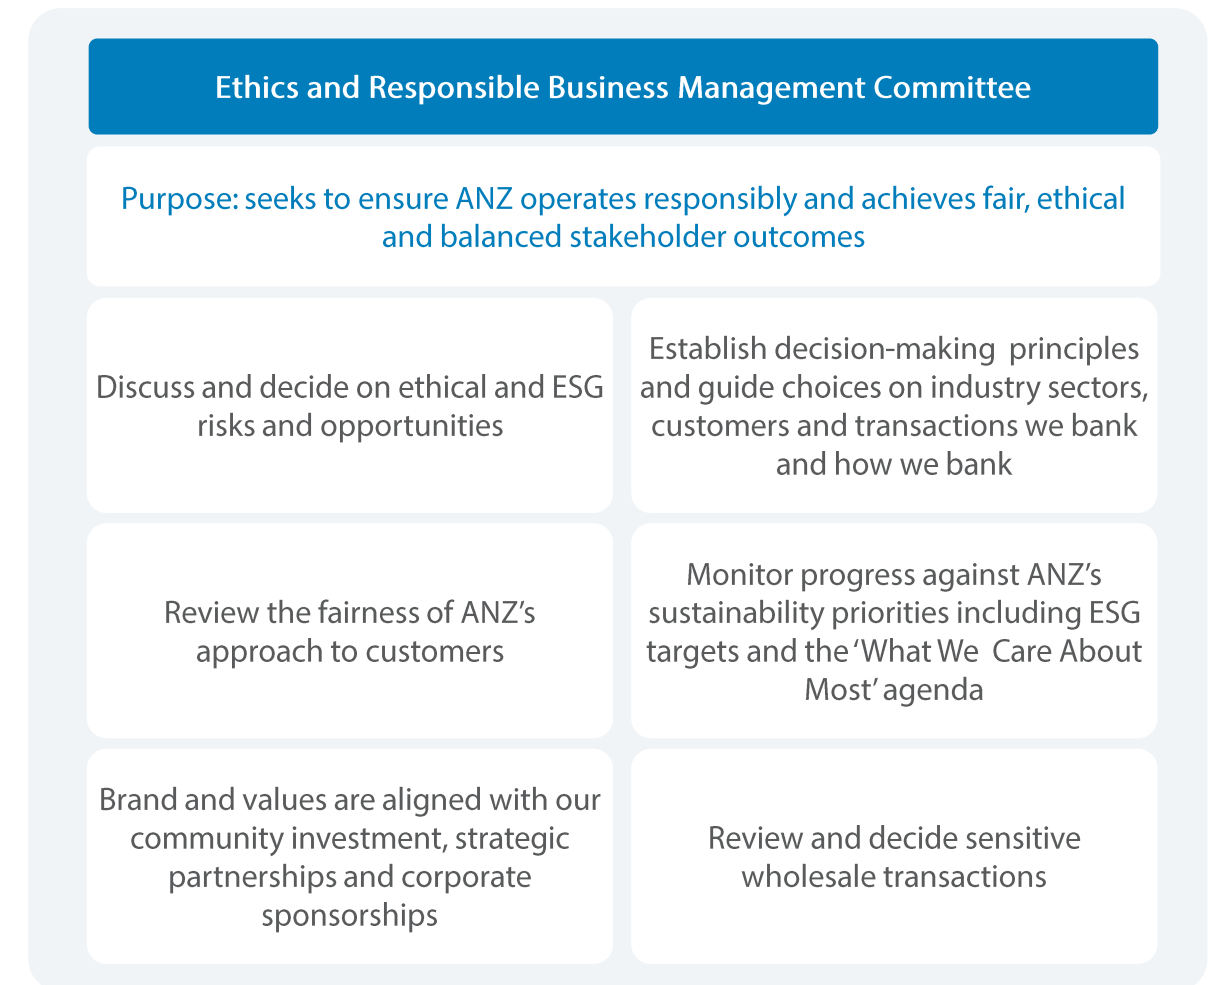 Ethics and Responsible Business Management Committee
Purpose: seeks to ensure ANZ operates responsibly and achieves fair, ethical
and balanced stakeholder outcomes
Discuss and decide on ethical and ESG
risks and opportunities
Establish decision-making principles
and guide choices on industry sectors,
customers and transactions we bank
and how we bank
Review the fairness of ANZ’s
approach to customers
Monitor progress against ANZ’s
sustainability priorities including ESG
targets and the ‘What We Care About
Most’ agenda
Brand and values are aligned with our
community investment, strategic
partnerships and corporate
sponsorships
Review and decide sensitive
wholesale transactions